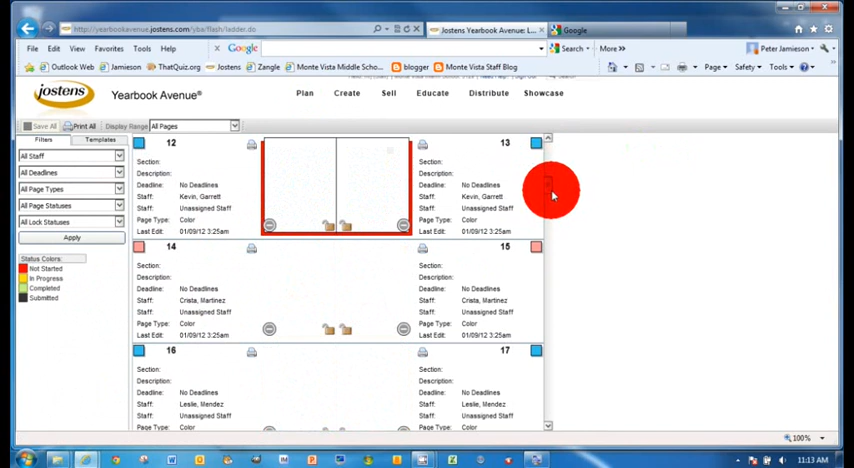 http://yearbookavenue.jostens.com/yba/flash/ladder.do
Jostens Yearbook Avenue: L...
Google
File Edit View Favorites Tools Help
Google Search More >> Peter Jamieson
Outlook Web Jamieson ThatQuiz.org Jostens Zangle Monte Vista Middle Scho... blogger Monte Vista Staff Blog Page Safety Tools
jostens Yearbook Avenue® Plan Create Sell Educate Distribute Showcase
Save All Print All Display Range All Pages
Filters Templates
All Staff
All Deadlines
All Page Types
All Page Statuses
All Lock Statuses
Apply
Status Colors:
Not Started
In Progress
Completed
Submitted
12
Section:
Description:
Deadline: No Deadlines
Staff: Kevin, Garrett
Staff: Unassigned Staff
Page Type: Color
Last Edit: 01/09/12 3:25am
13
Section:
Description:
Deadline: No Deadlines
Staff: Kevin, Garrett
Staff: Unassigned Staff
Page Type: Color
Last Edit: 01/09/12 3:25am
14
Section:
Description:
Deadline: No Deadlines
Staff: Crista, Martinez
Staff: Unassigned Staff
Page Type: Color
Last Edit: 01/09/12 3:25am
15
Section:
Description:
Deadline: No Deadlines
Staff: Crista, Martinez
Staff: Unassigned Staff
Page Type: Color
Last Edit: 01/09/12 3:25am
16
Section:
Description:
Deadline: No Deadlines
Staff: Leslie, Mendez
Staff: Unassigned Staff
17
Section:
Description:
Deadline: No Deadlines
Staff: Leslie, Mendez
Staff: Unassigned Staff
100%
11:13 AM